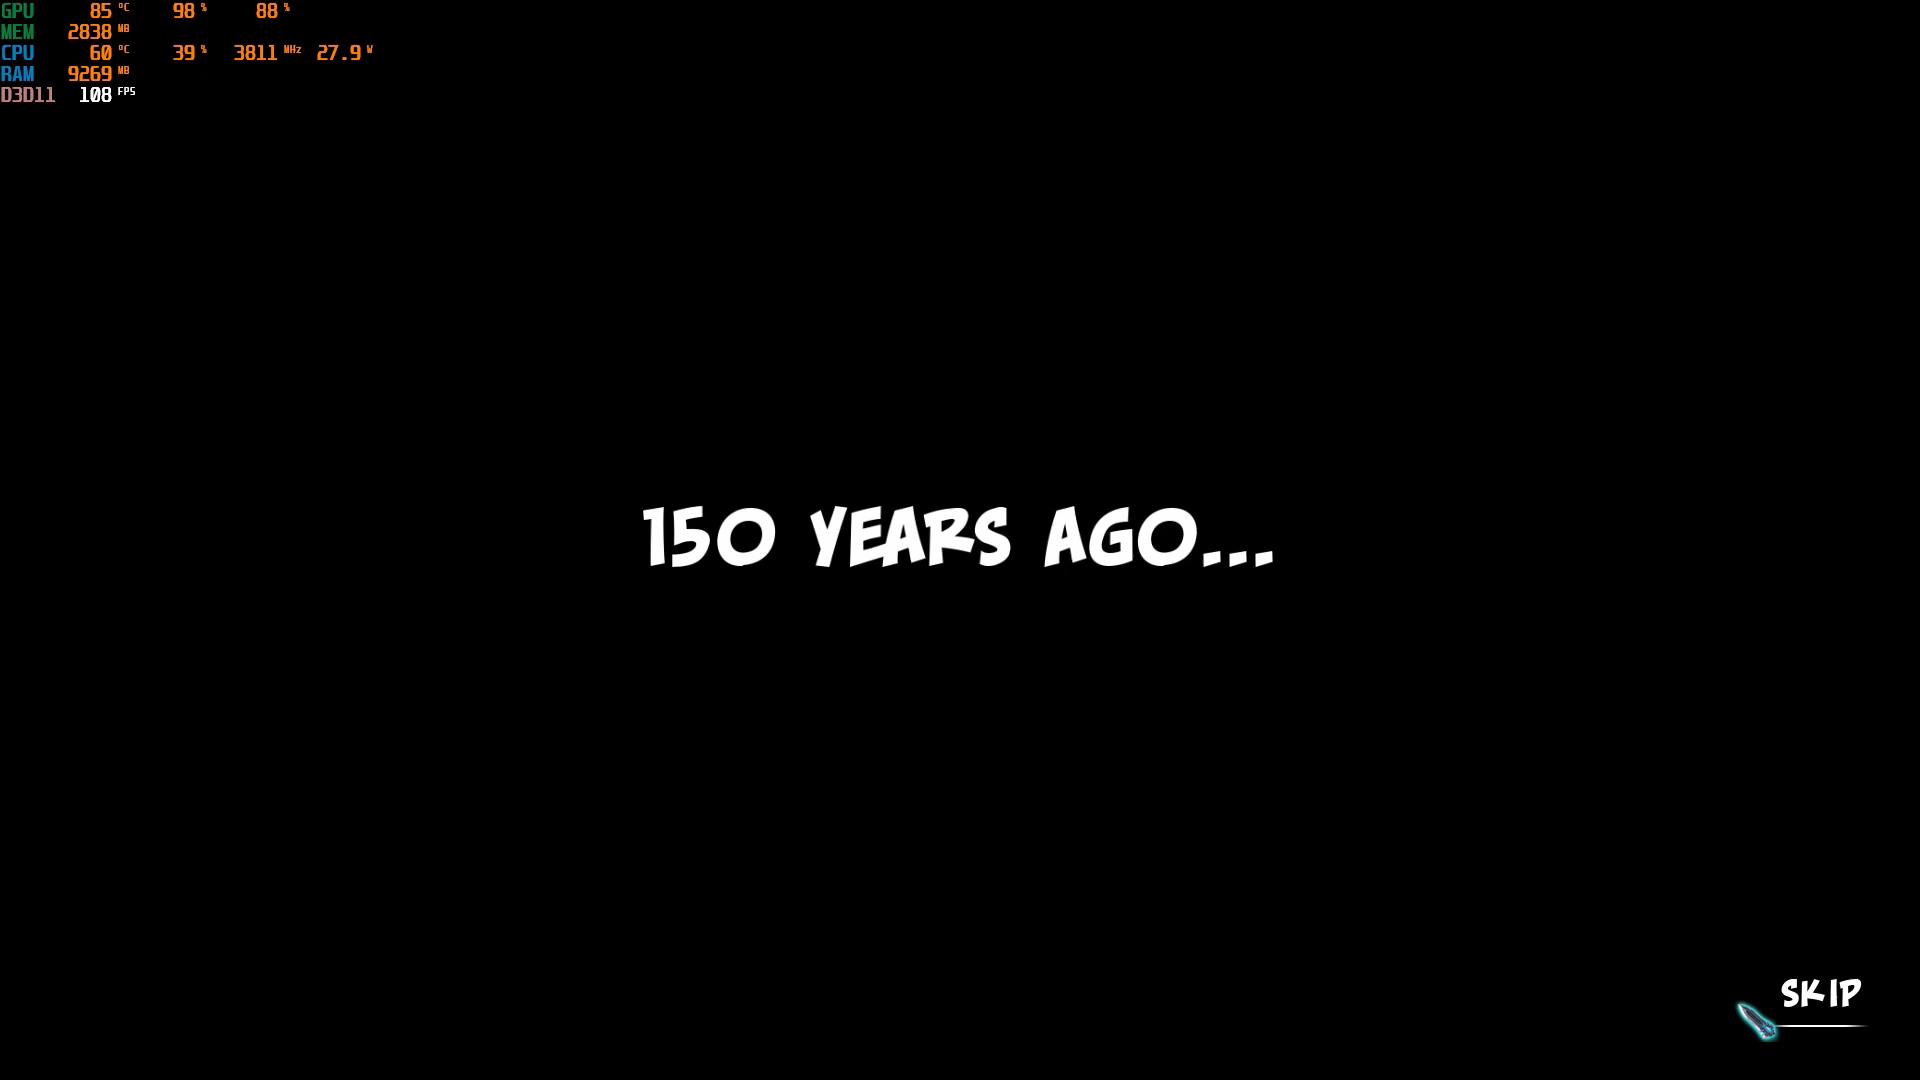 GPU 85 °C 98 % 88 %
MEM 2838 MB
CPU 60 °C 39 % 3811 MHz 27.9 W
RAM 9269 MB
D3D11 108 FPS
150 YEARS AGO...
SKIP